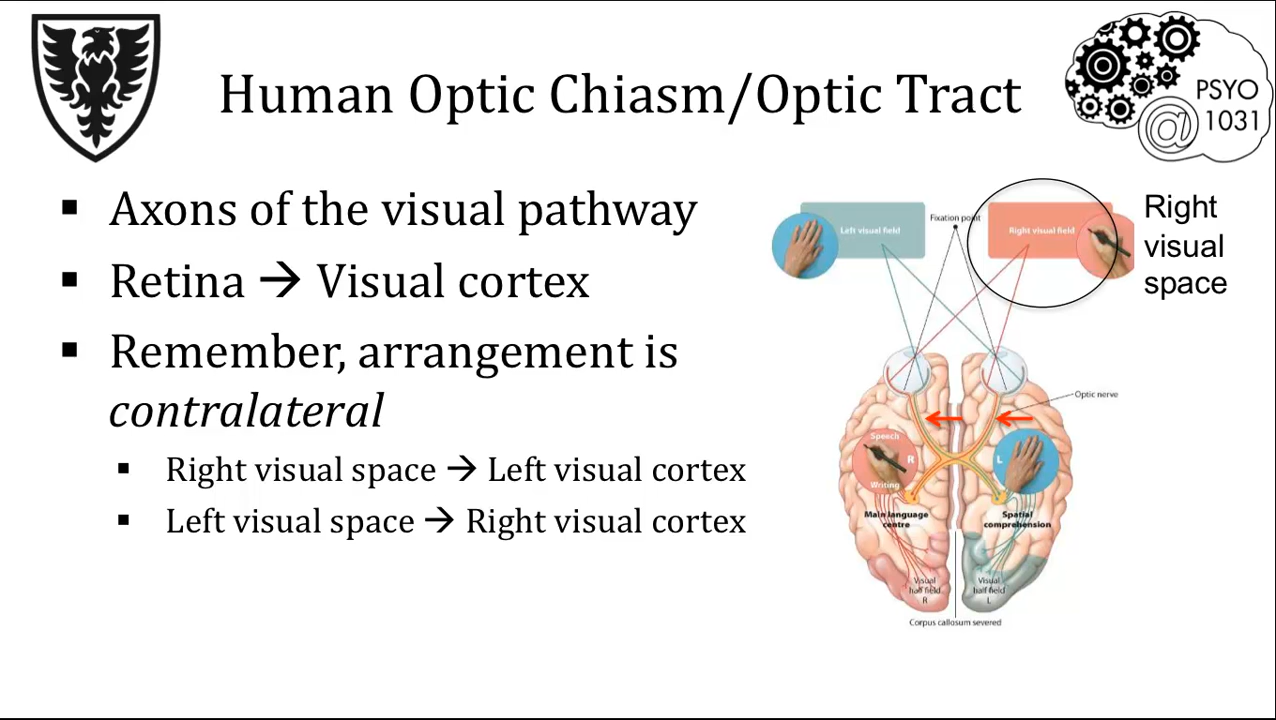 Human Optic Chiasm/Optic Tract
PSYO
@ 1031
▪ Axons of the visual pathway
▪ Retina → Visual cortex
▪ Remember, arrangement is
contralateral
▪ Right visual space → Left visual cortex
▪ Left visual space → Right visual cortex
Left visual field
Fixation point
Right visual field
Right
visual
space
Optic nerve
Speech
R
L
Writing
Main language
centre
Spatial
comprehension
Visual
half field
R
Visual
half field
L
Corpus callosum severed